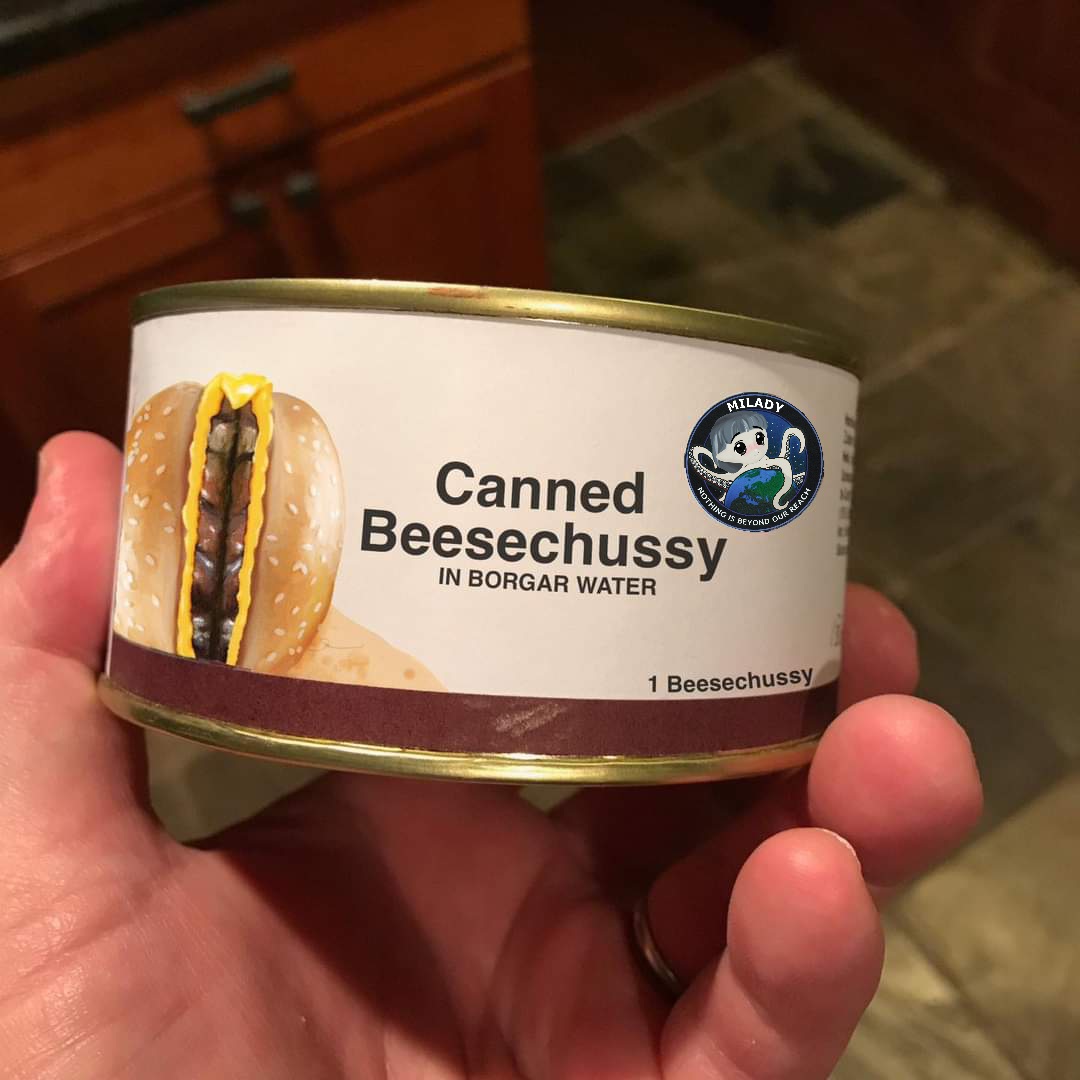 Canned
Beesechussy
IN BORGAR WATER
MILADY
NOTHING IS BEYOND OUR REACH
1 Beesechussy